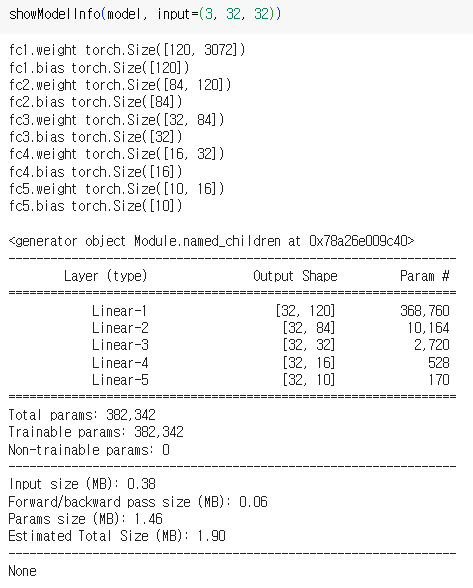 showModelInfo(model, input=(3, 32, 32))
fc1.weight torch.Size([120, 3072])
fc1.bias torch.Size([120])
fc2.weight torch.Size([84, 120])
fc2.bias torch.Size([84])
fc3.weight torch.Size([32, 84])
fc3.bias torch.Size([32])
fc4.weight torch.Size([16, 32])
fc4.bias torch.Size([16])
fc5.weight torch.Size([10, 16])
fc5.bias torch.Size([10])
<generator object Module.named_children at 0x78a26e009c40>
----------------------------------------------------------------
Layer (type) Output Shape Param #
================================================================
Linear-1 [32, 120] 368,760
Linear-2 [32, 84] 10,164
Linear-3 [32, 32] 2,720
Linear-4 [32, 16] 528
Linear-5 [32, 10] 170
================================================================
Total params: 382,342
Trainable params: 382,342
Non-trainable params: 0
----------------------------------------------------------------
Input size (MB): 0.38
Forward/backward pass size (MB): 0.06
Params size (MB): 1.46
Estimated Total Size (MB): 1.90
----------------------------------------------------------------
None